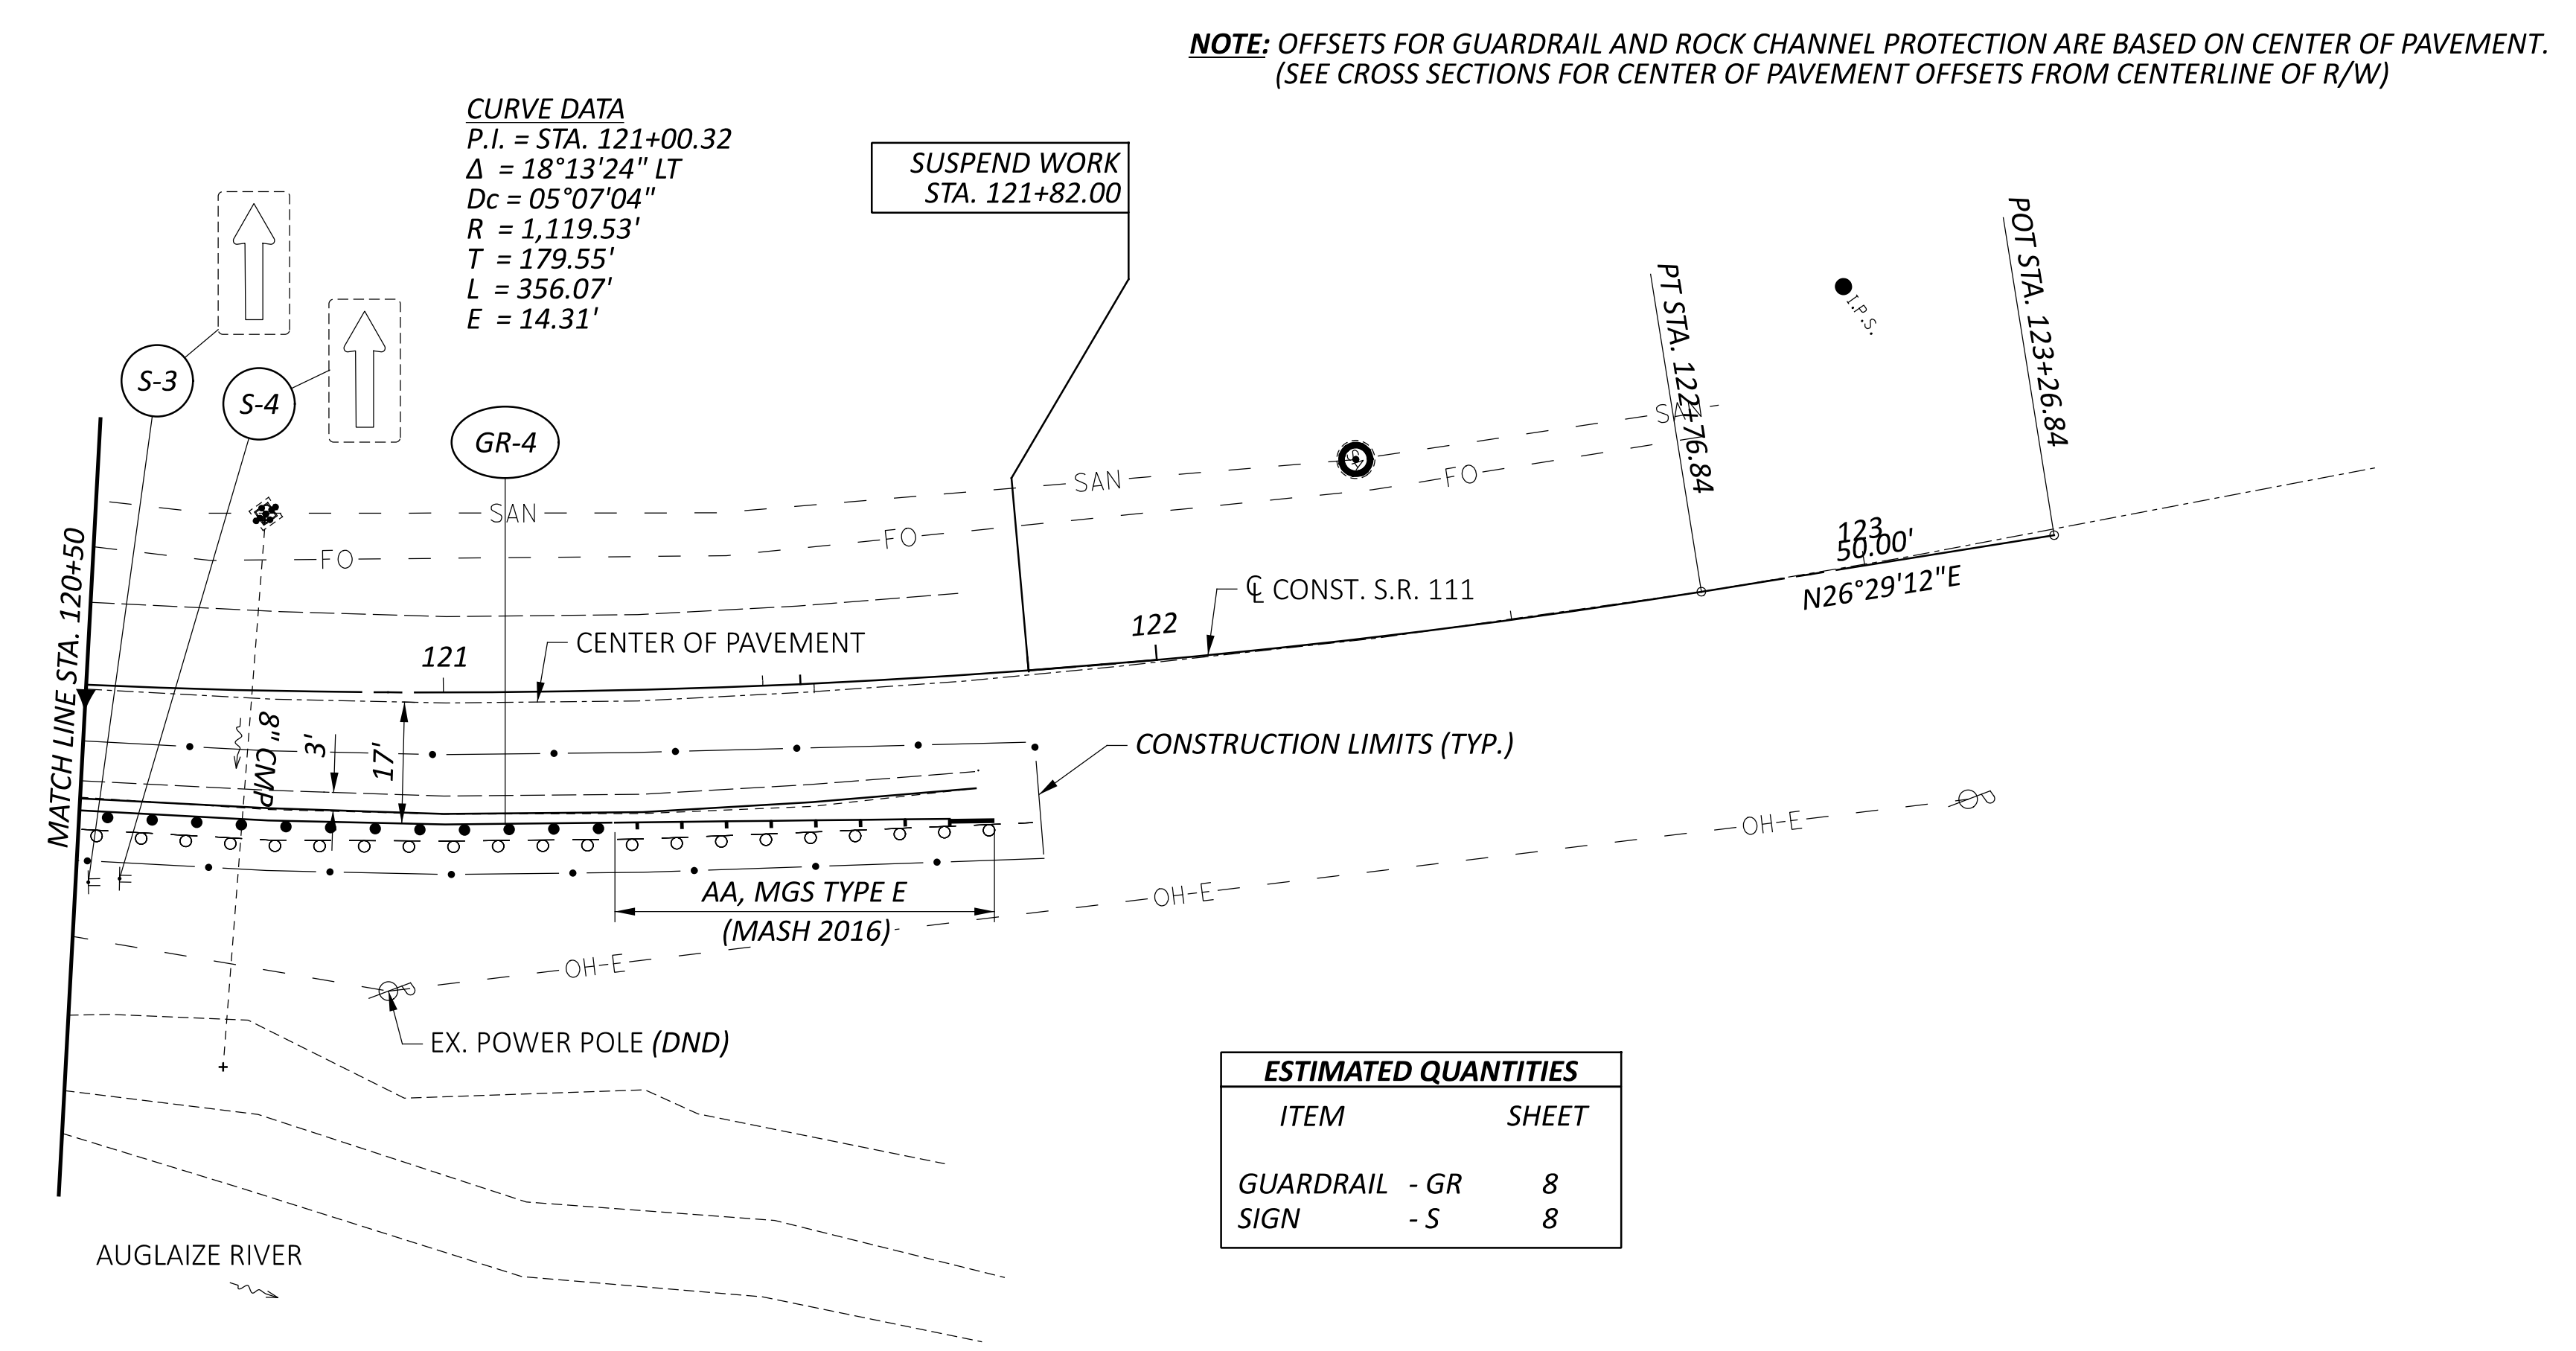 NOTE: OFFSETS FOR GUARDRAIL AND ROCK CHANNEL PROTECTION ARE BASED ON CENTER OF PAVEMENT.
(SEE CROSS SECTIONS FOR CENTER OF PAVEMENT OFFSETS FROM CENTERLINE OF R/W)
CURVE DATA
P.I. = STA. 121+00.32
Δ = 18°13'24" LT
Dc = 05°07'04"
R = 1,119.53'
T = 179.55'
L = 356.07'
E = 14.31'
SUSPEND WORK
STA. 121+82.00
S-3
S-4
GR-4
PT STA. 122+76.84
POT STA. 123+26.84
I.P.S.
SAN
SAN
SAN
S
FO
FO
FO
MATCH LINE STA. 120+50
123
50.00'
N26°29'12"E
℄ CONST. S.R. 111
122
CENTER OF PAVEMENT
121
8" CMP
3'
17'
CONSTRUCTION LIMITS (TYP.)
OH-E
OH-E
OH-E
AA, MGS TYPE E
(MASH 2016)
EX. POWER POLE (DND)
ESTIMATED QUANTITIES
ITEM SHEET
GUARDRAIL - GR 8
SIGN - S 8
AUGLAIZE RIVER